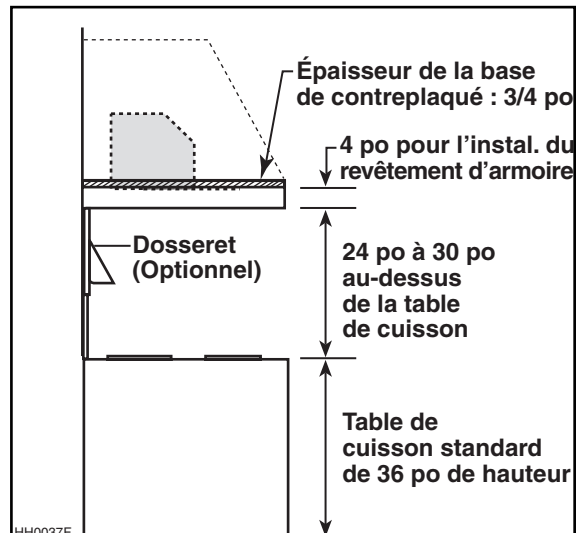 Épaisseur de la base
de contreplaqué : 3/4 po
4 po pour l’instal. du
revêtement d’armoire
Dosseret
(Optionnel)
24 po à 30 po
au-dessus
de la table
de cuisson
Table de
cuisson standard
de 36 po de hauteur